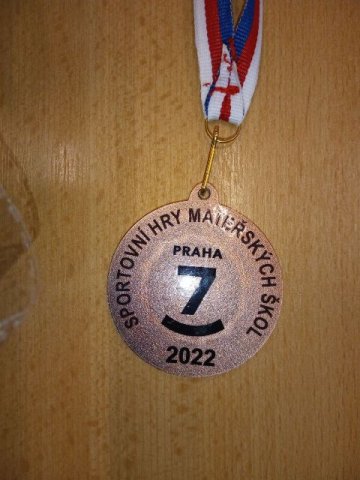 SPORTOVNÍ HRY MATEŘSKÝCH ŠKOL
PRAHA
7
2022